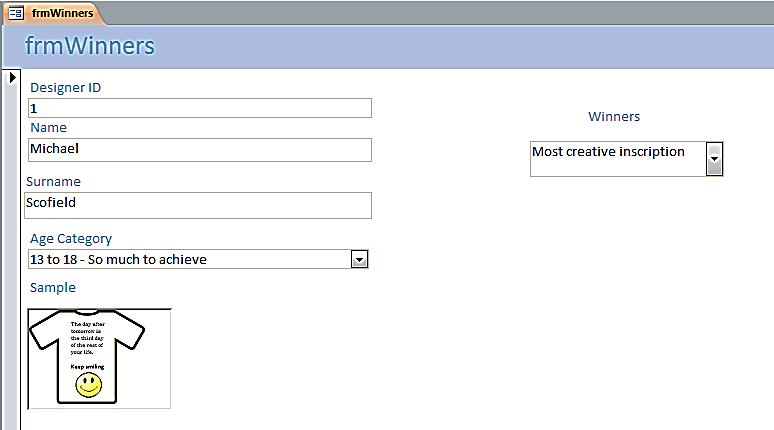 frmWinners
frmWinners
Designer ID
1
Name
Michael
Surname
Scofield
Age Category
13 to 18 - So much to achieve
Sample
The day after
tomorrow is
the third day
of the rest of
your life.
Keep smiling
Winners
Most creative inscription